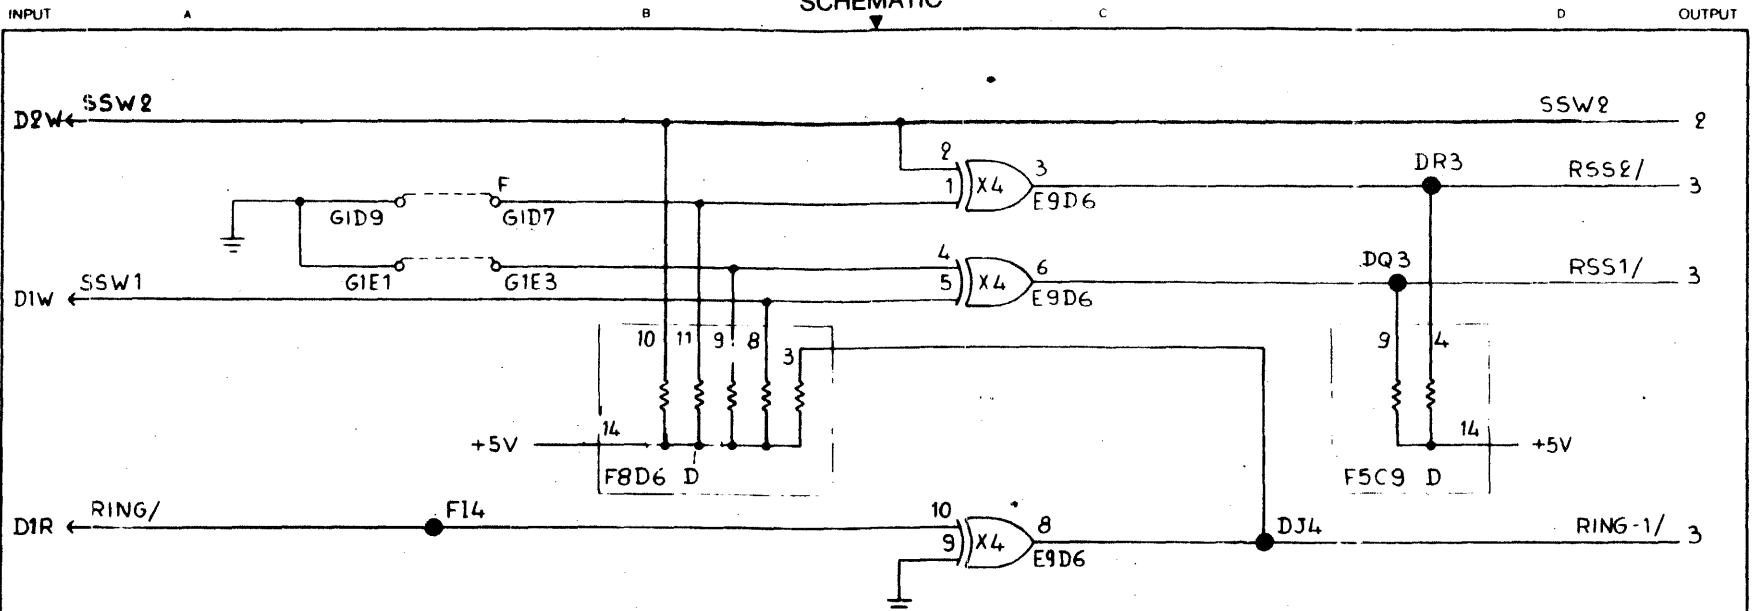 SCHEMATIC
INPUT A B C D OUTPUT
SSW2 SSW2
D2W 2
2 3 DR3 RSS2/
F 1 X4 3
G1D9 G1D7 E9D6
4 6 DQ3 RSS1/
SSW1 G1E1 G1E3 5 X4 3
D1W E9D6
10 11 9 8 3 9 4
14 14
+5V +5V
F8D6 D F5C9 D
RING/ FI4 10 8 DJ4 RING-1/
D1R 9 X4 3
E9D6